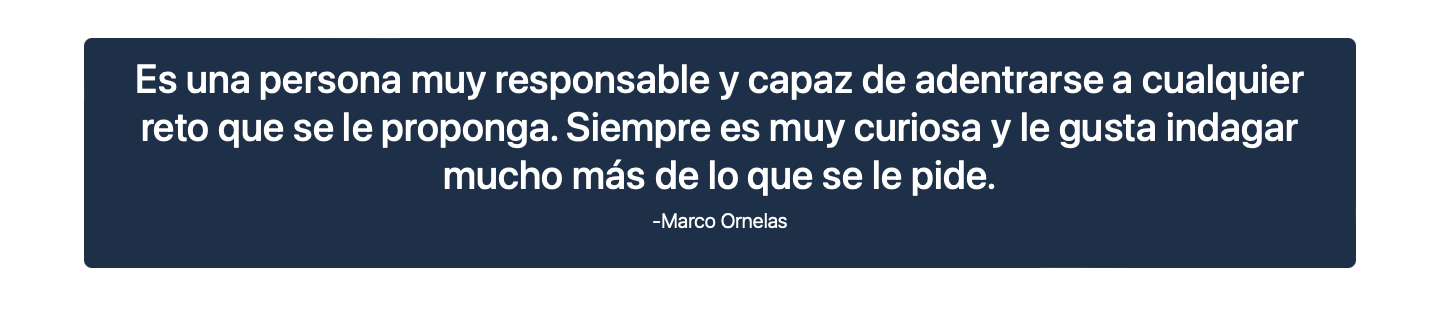 Es una persona muy responsable y capaz de adentrarse a cualquier
reto que se le proponga. Siempre es muy curiosa y le gusta indagar
mucho más de lo que se le pide.
-Marco Ornelas